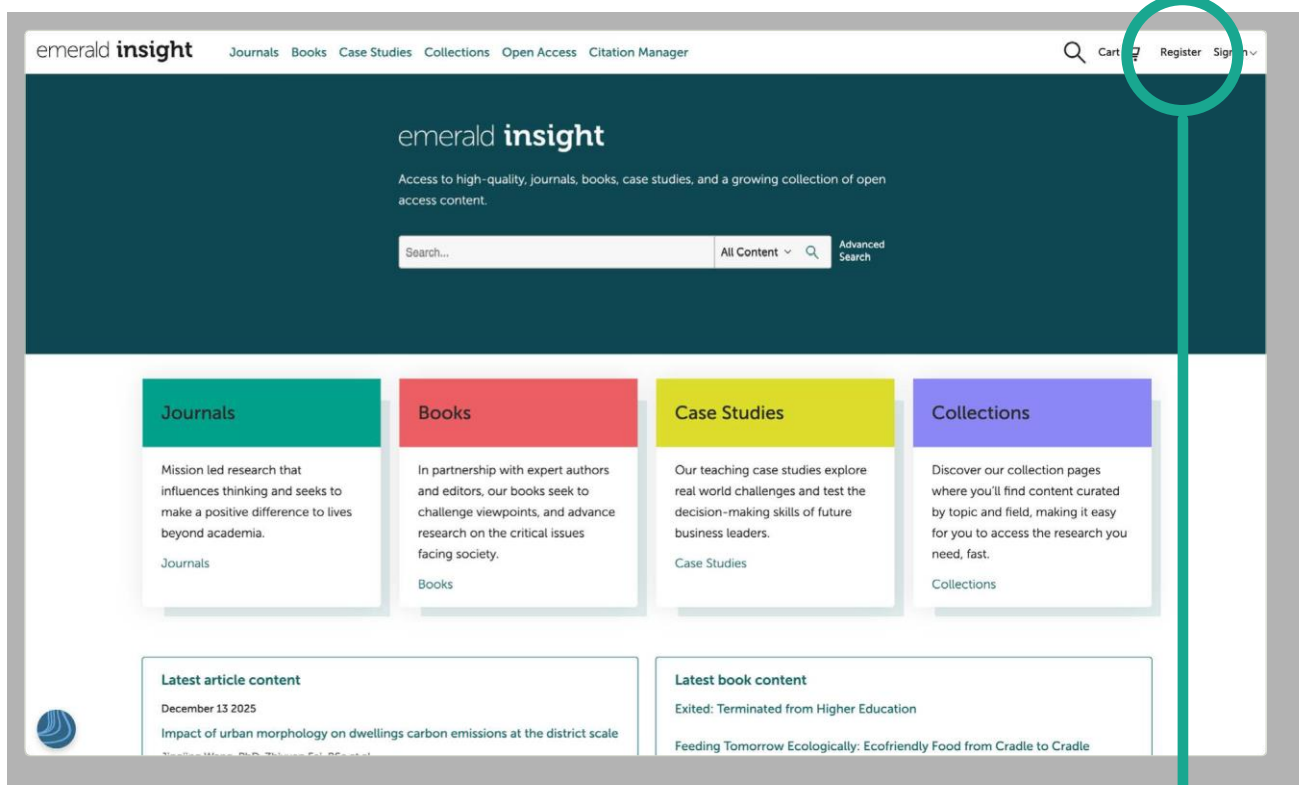 emerald insight
Journals Books Case Studies Collections Open Access Citation Manager
Cart Register
emerald insight
Access to high-quality, journals, books, case studies, and a growing collection of open
access content.
Search...
All Content
Advanced
Search
Journals
Mission led research that
influences thinking and seeks to
make a positive difference to lives
beyond academia.
Journals
Books
In partnership with expert authors
and editors, our books seek to
challenge viewpoints, and advance
research on the critical issues
facing society.
Books
Case Studies
Our teaching case studies explore
real world challenges and test the
decision-making skills of future
business leaders.
Case Studies
Collections
Discover our collection pages
where you'll find content curated
by topic and field, making it easy
for you to access the research you
need, fast.
Collections
Latest article content
December 13 2025
Impact of urban morphology on dwellings carbon emissions at the district scale
Latest book content
Exited: Terminated from Higher Education
Feeding Tomorrow Ecologically: Ecofriendly Food from Cradle to Cradle